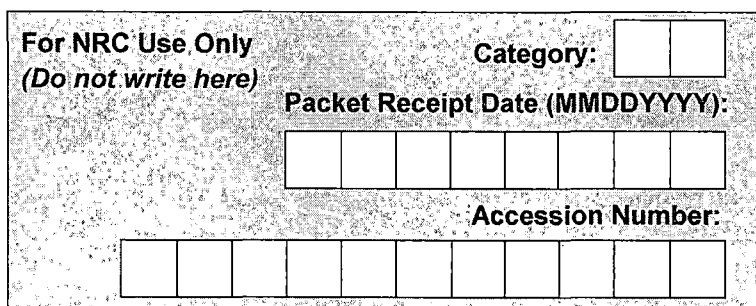 For NRC Use Only
Category:
(Do not write here)
Packet Receipt Date (MMDDYYYY):
Accession Number: